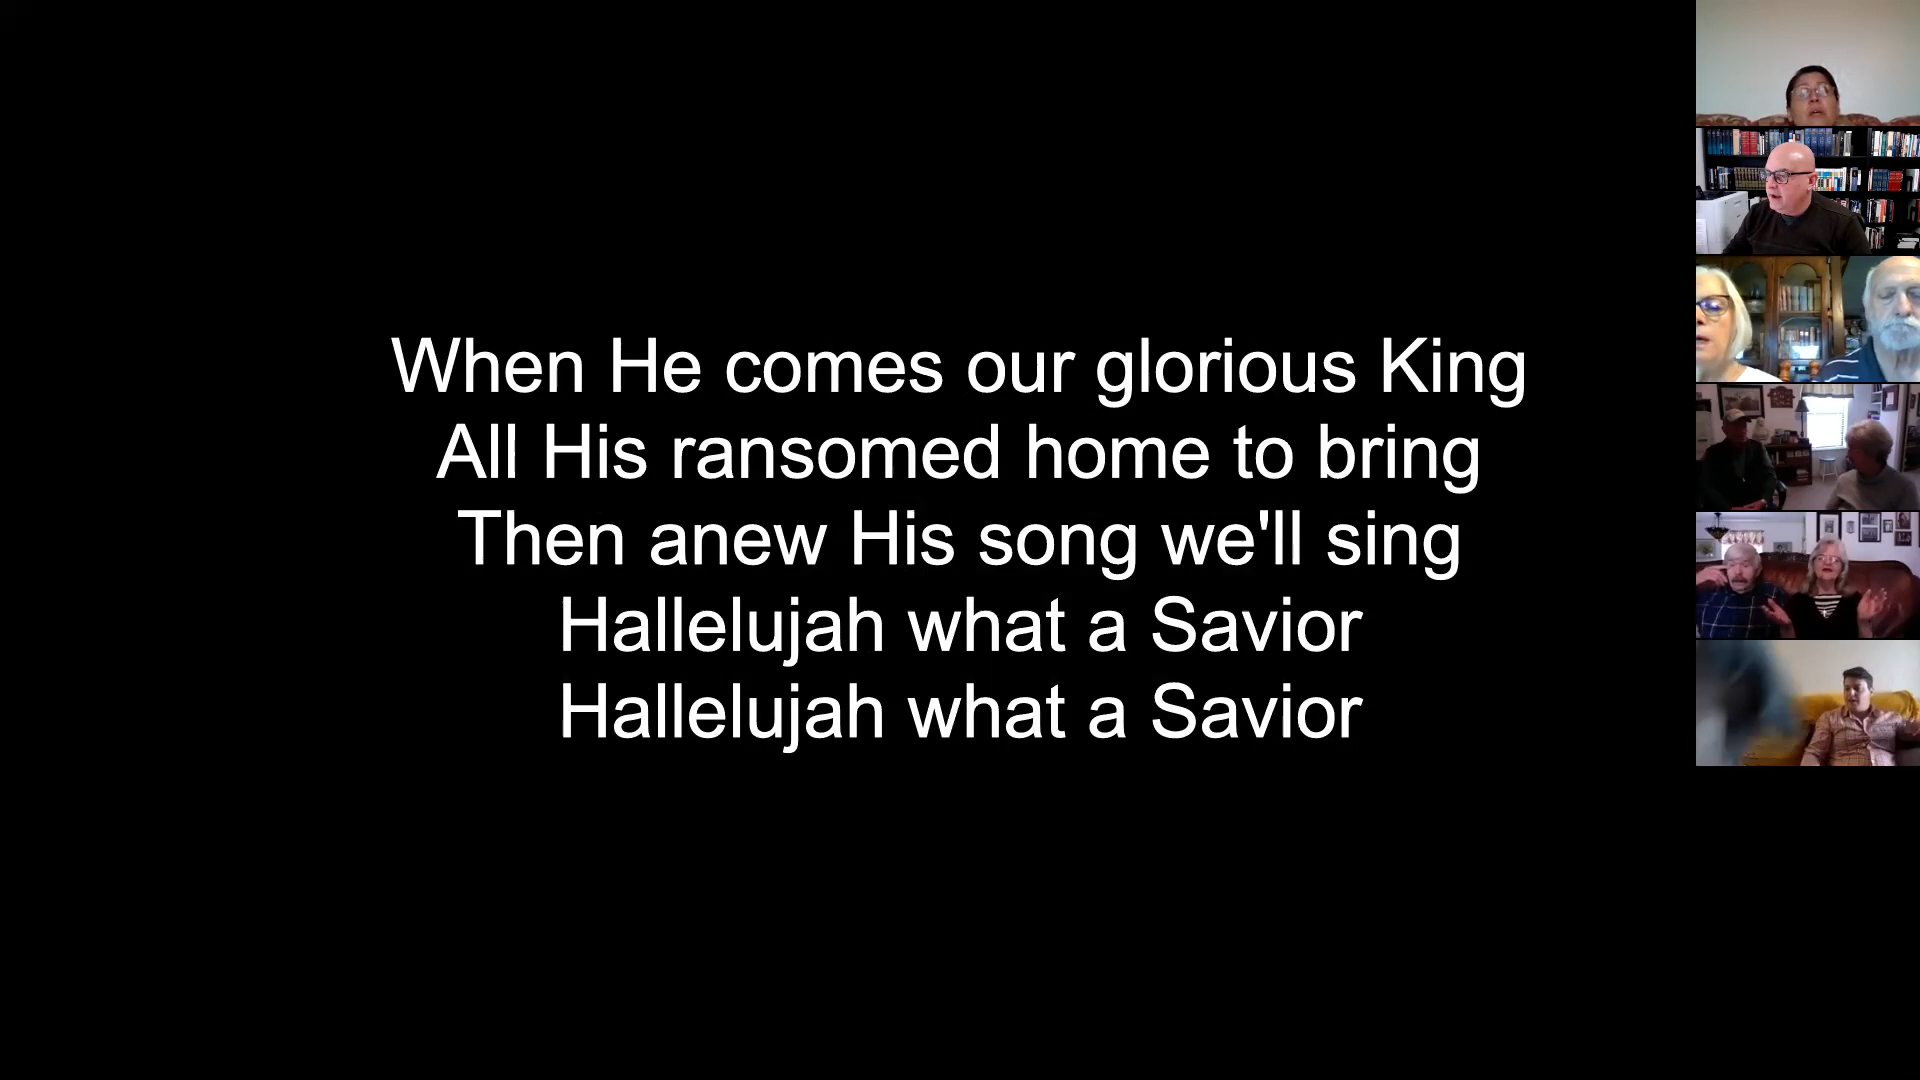 When He comes our glorious King
All His ransomed home to bring
Then anew His song we'll sing
Hallelujah what a Savior
Hallelujah what a Savior